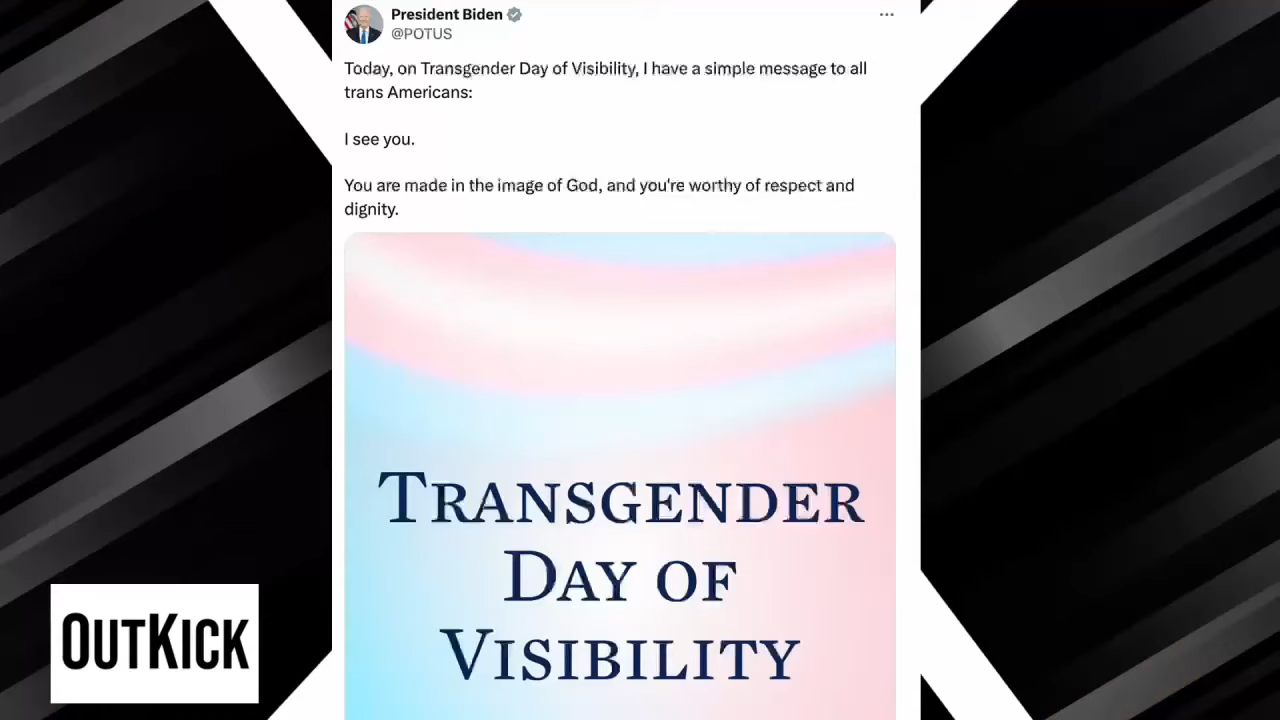 President Biden
@POTUS
Today, on Transgender Day of Visibility, I have a simple message to all
trans Americans:
I see you.
You are made in the image of God, and you're worthy of respect and
dignity.
TRANSGENDER
DAY OF
VISIBILITY
OUTKICK